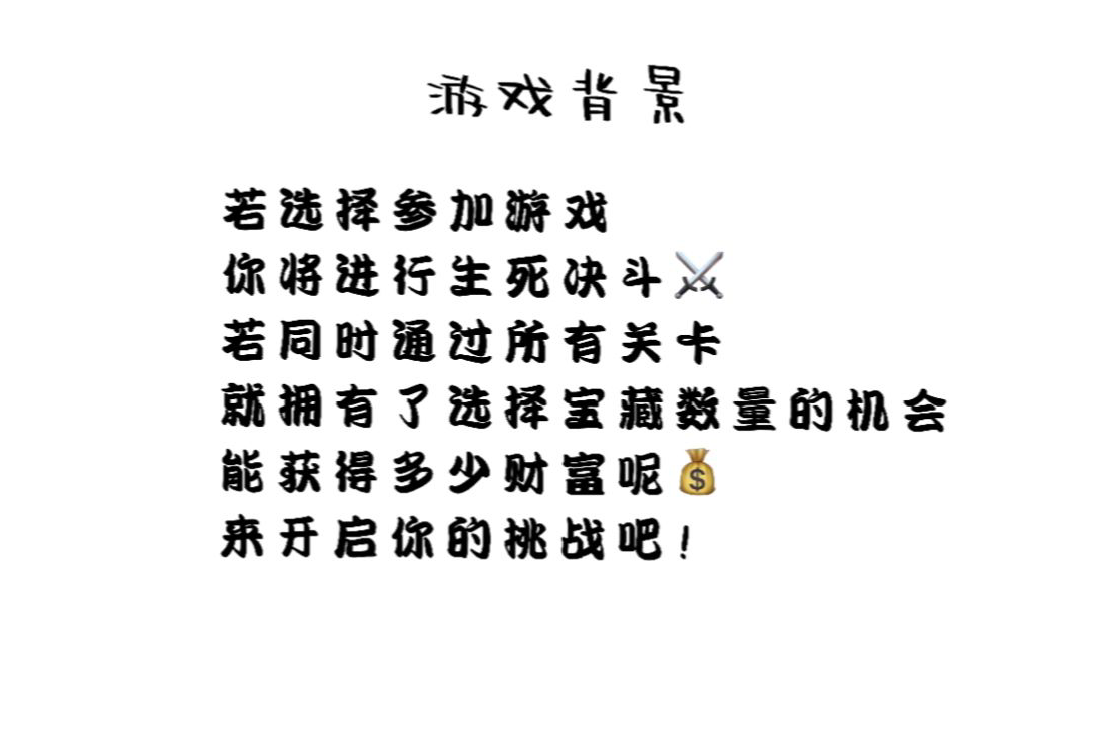 游戏背景
若选择参加游戏
你将进行生死决斗⚔️
若同时通过所有关卡
就拥有了选择宝藏数量的机会
能获得多少财富呢💰
来开启你的挑战吧！